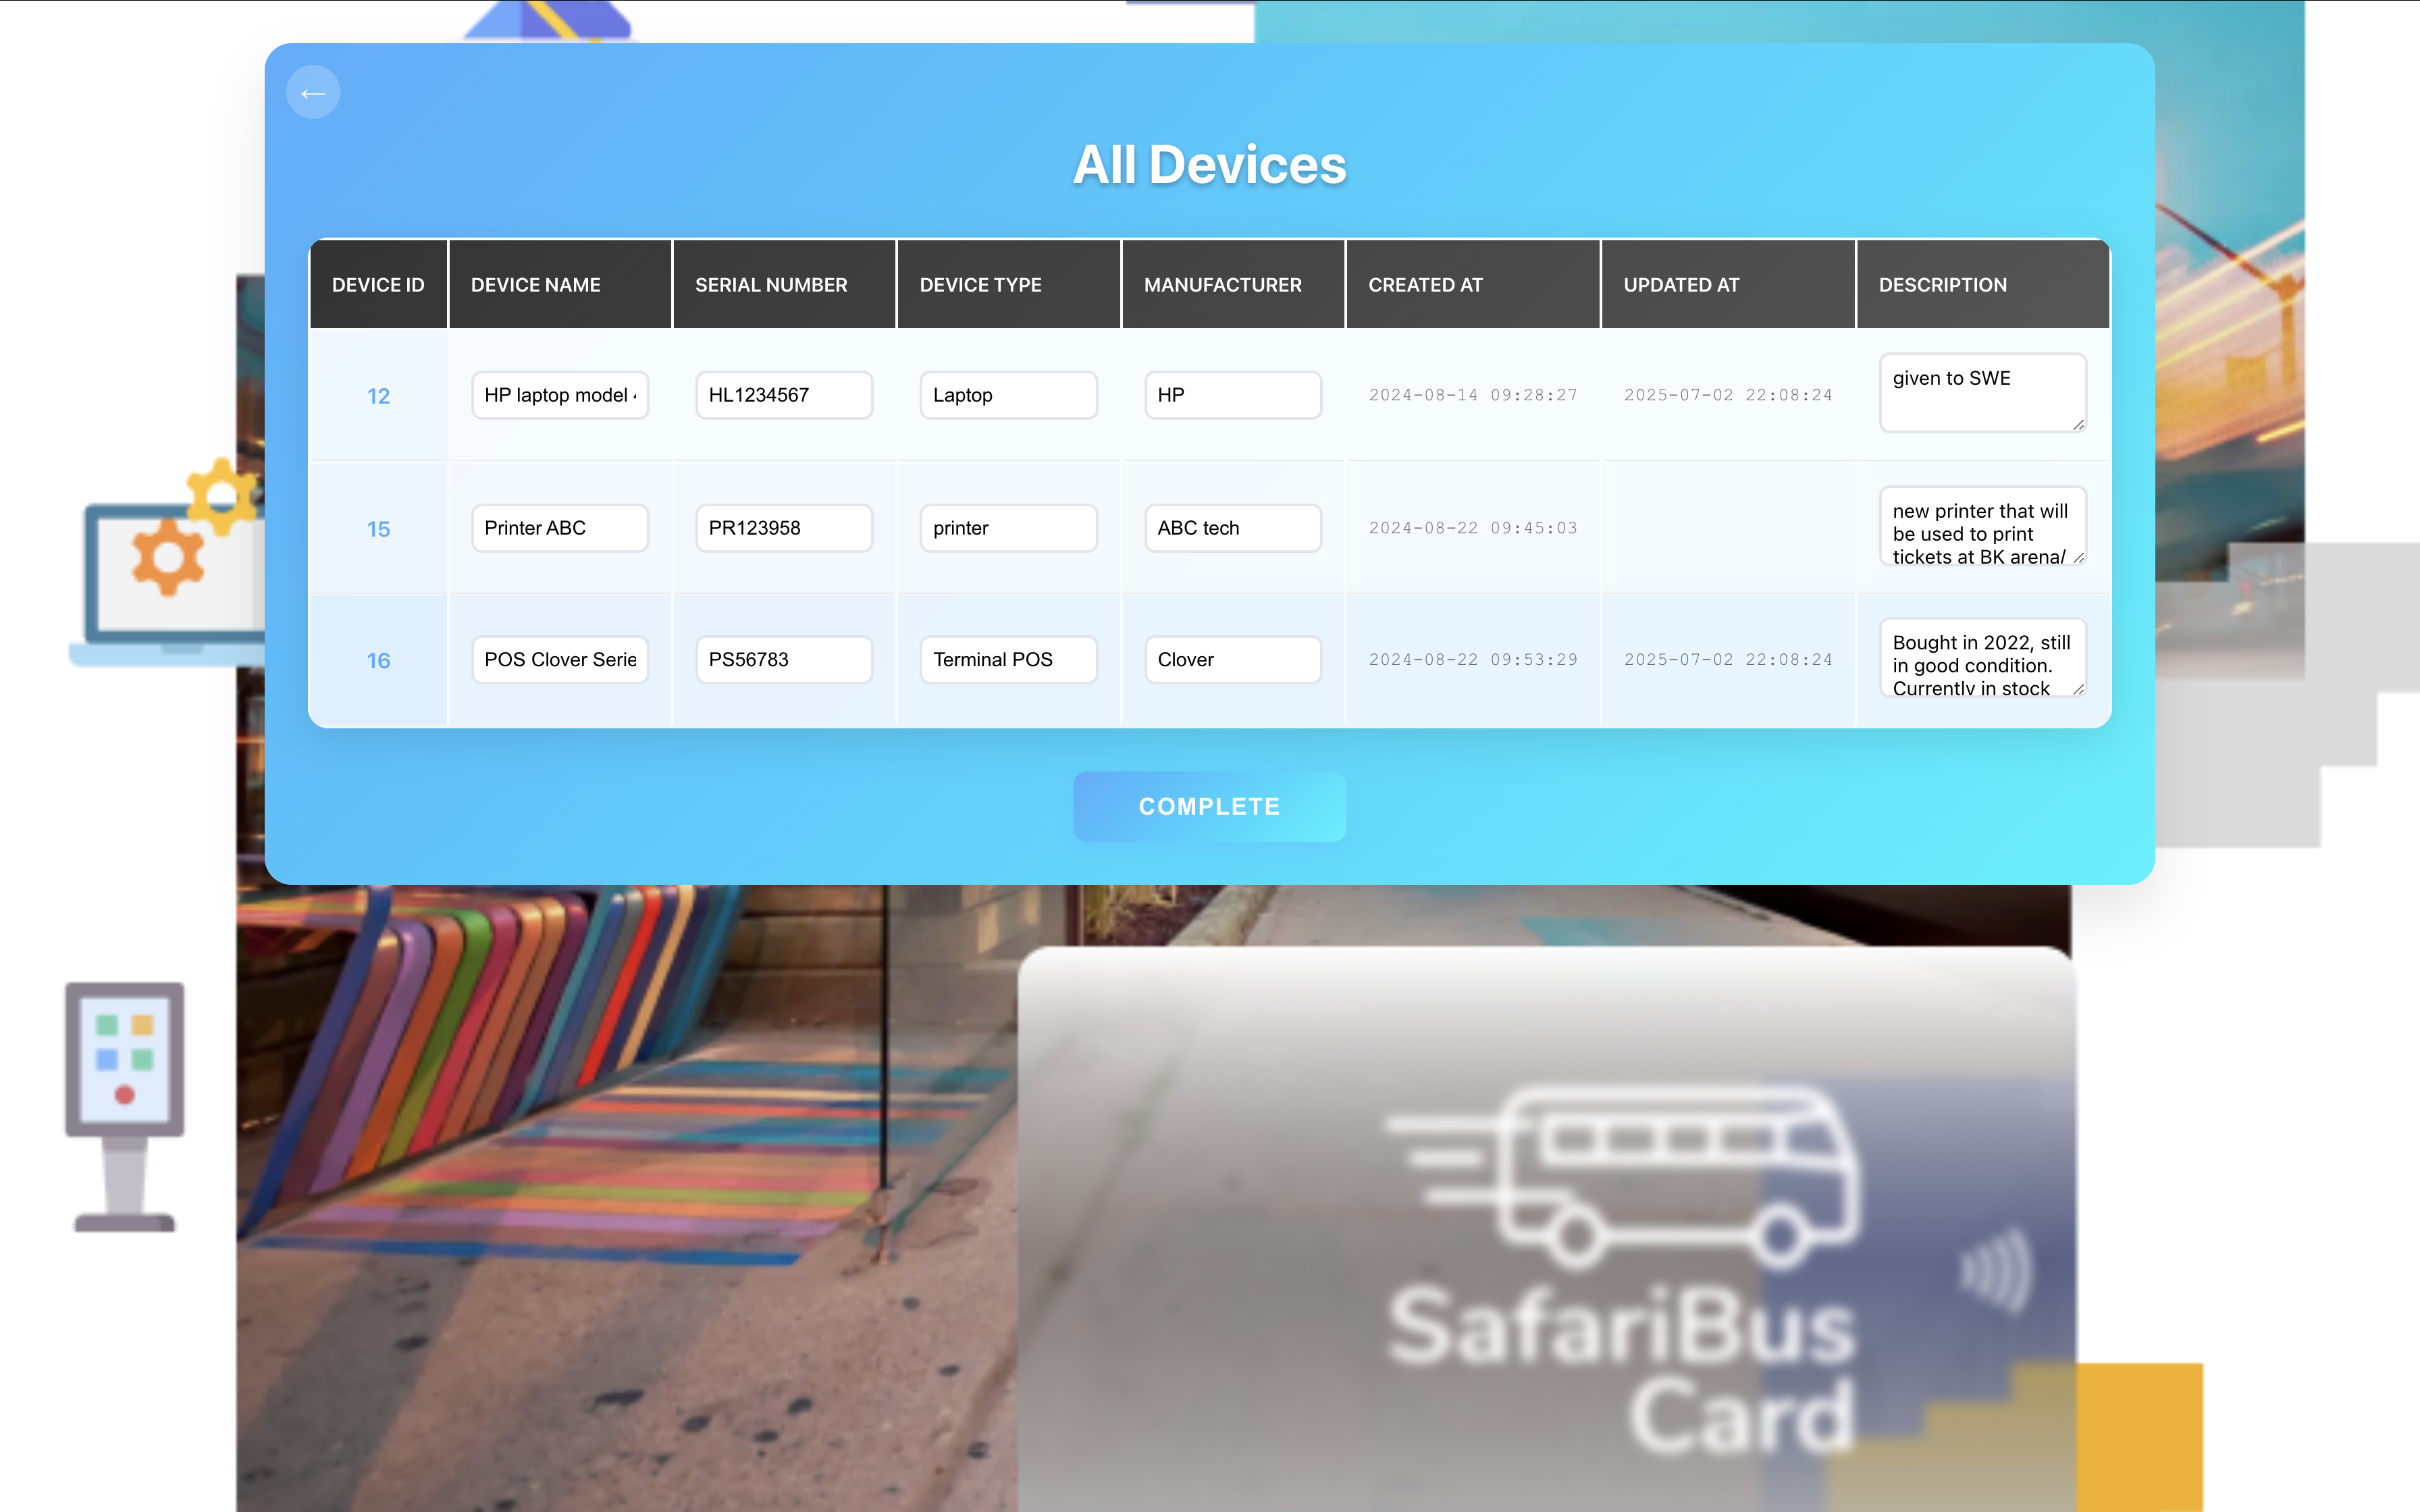 ←
All Devices
DEVICE ID DEVICE NAME SERIAL NUMBER DEVICE TYPE MANUFACTURER CREATED AT UPDATED AT DESCRIPTION
12 HP laptop model HL1234567 Laptop HP 2024-08-14 09:28:27 2025-07-02 22:08:24 given to SWE
15 Printer ABC PR123958 printer ABC tech 2024-08-22 09:45:03 new printer that will
be used to print
tickets at BK arena/
16 POS Clover Serie PS56783 Terminal POS Clover 2024-08-22 09:53:29 2025-07-02 22:08:24 Bought in 2022, still
in good condition.
Currently in stock
COMPLETE
SafariBus
Card